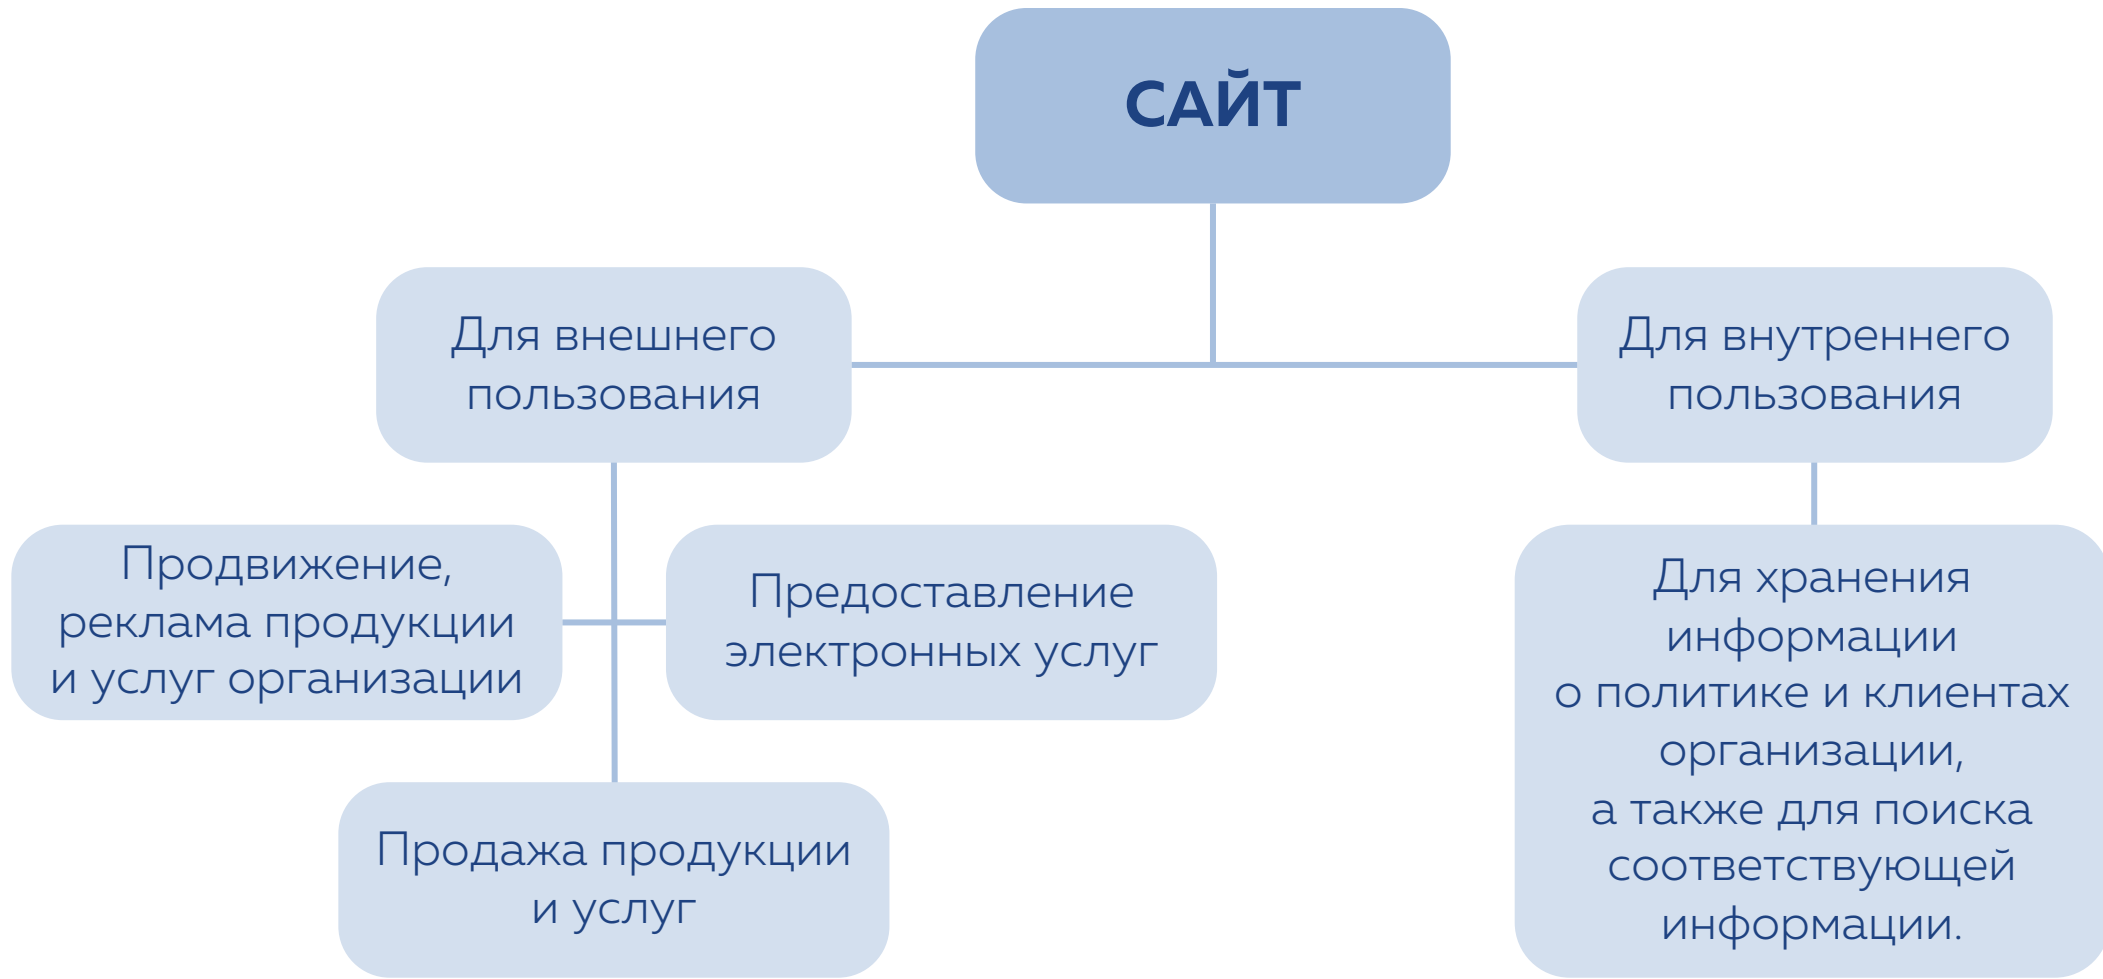 САЙТ
Для внешнего
пользования
Для внутреннего
пользования
Продвижение,
реклама продукции
и услуг организации
Предоставление
электронных услуг
Продажа продукции
и услуг
Для хранения
информации
о политике и клиентах
организации,
а также для поиска
соответствующей
информации.